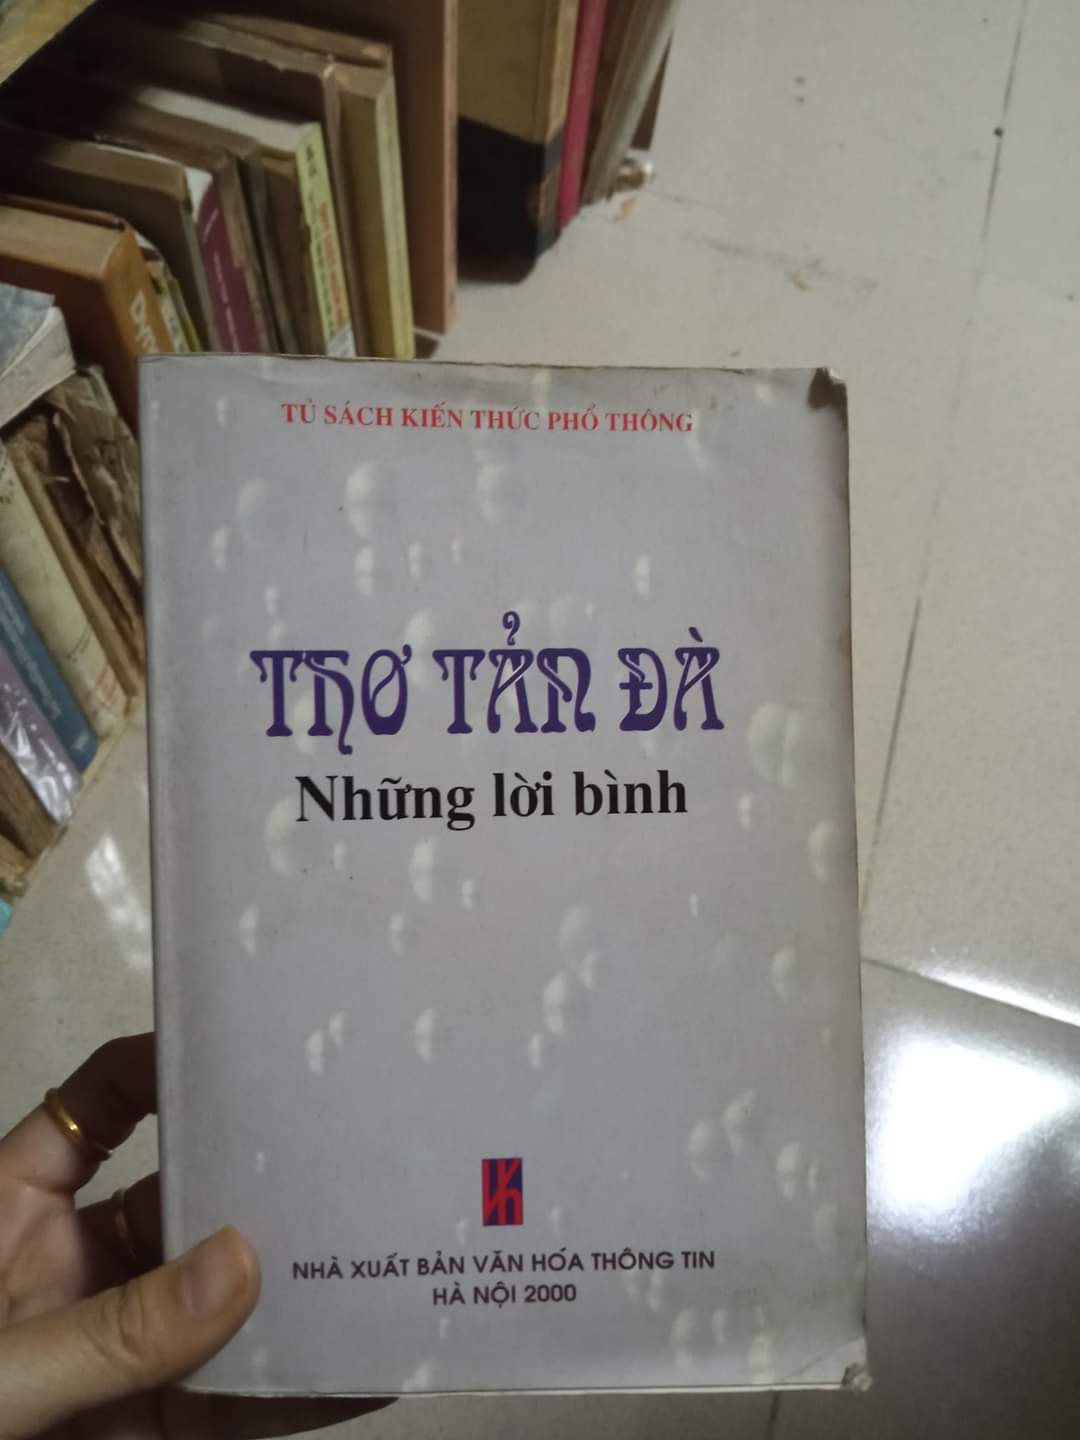 TỦ SÁCH KIẾN THỨC PHỔ THÔNG
THƠ TẢN ĐÀ
Những lời bình
NHÀ XUẤT BẢN VĂN HÓA THÔNG TIN
HÀ NỘI 2000